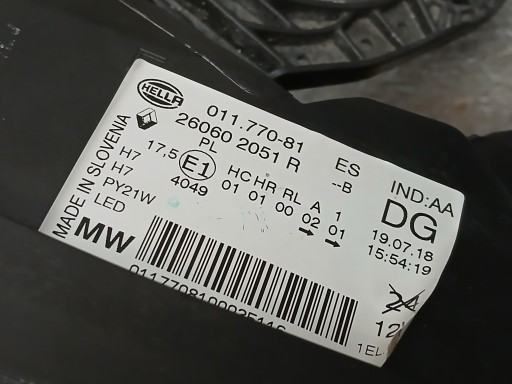 HELLA
011.770-81
26060 2051 R
PL
ES
--B
IND:AA
MADE IN SLOVENIA
H7
H7
PY21W
LED
17,5
E1
4049
HC HR RL A 1
01 01 00 02 01
DG
19.07.18
15:54:19
MW
24
12V
1EL